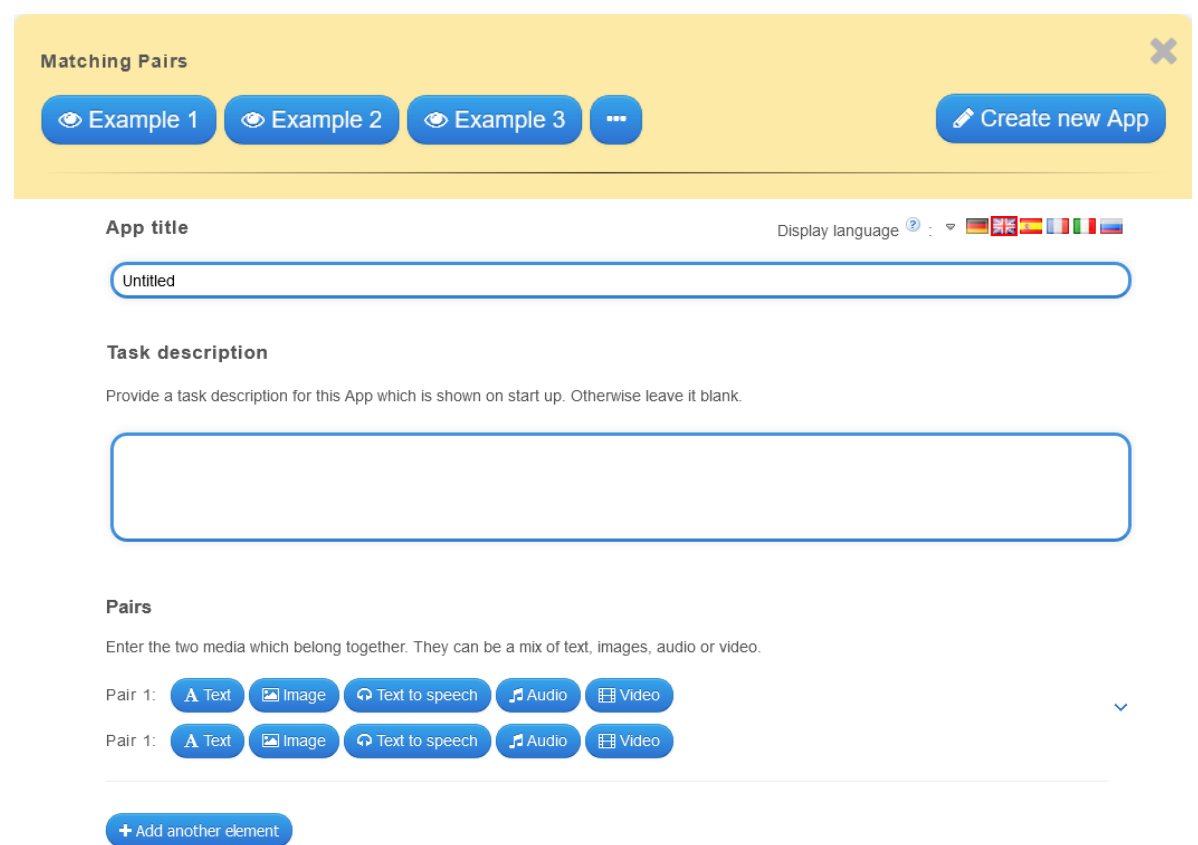 Matching Pairs
Example 1 Example 2 Example 3 ··· Create new App
App title
Display language ? :
Untitled
Task description
Provide a task description for this App which is shown on start up. Otherwise leave it blank.
Pairs
Enter the two media which belong together. They can be a mix of text, images, audio or video.
Pair 1: A Text Image Text to speech Audio Video
Pair 1: A Text Image Text to speech Audio Video
+ Add another element